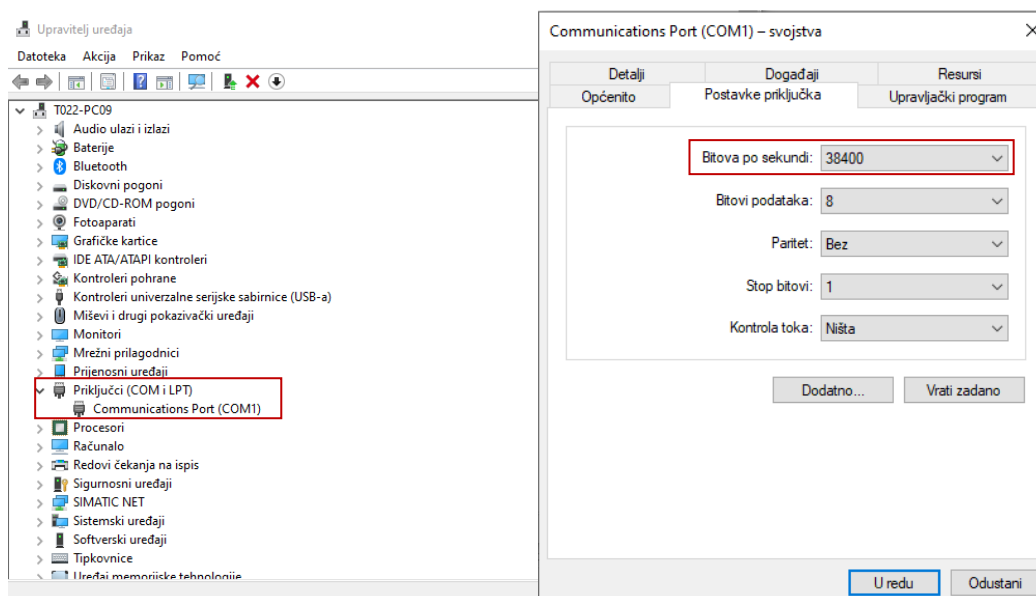 Upravitelj uređaja
Datoteka Akcija Prikaz Pomoć
T022-PC09
Audio ulazi i izlazi
Baterije
Bluetooth
Diskovni pogoni
DVD/CD-ROM pogoni
Fotoaparati
Grafičke kartice
IDE ATA/ATAPI kontroleri
Kontroleri pohrane
Kontroleri univerzalne serijske sabirnice (USB-a)
Miševi i drugi pokazivački uređaji
Monitori
Mrežni prilagodnici
Prijenosni uređaji
Priključci (COM i LPT)
Communications Port (COM1)
Procesori
Računalo
Redovi čekanja na ispis
Sigurnosni uređaji
SIMATIC NET
Sistemski uređaji
Softverski uređaji
Tipkovnice
Uređaji memorijske tehnologije
Communications Port (COM1) – svojstva
Detalji Događaji Resursi
Općenito Postavke priključka Upravljački program
Bitova po sekundi: 38400
Bitovi podataka: 8
Paritet: Bez
Stop bitovi: 1
Kontrola toka: Ništa
Dodatno... Vrati zadano
U redu Odustani